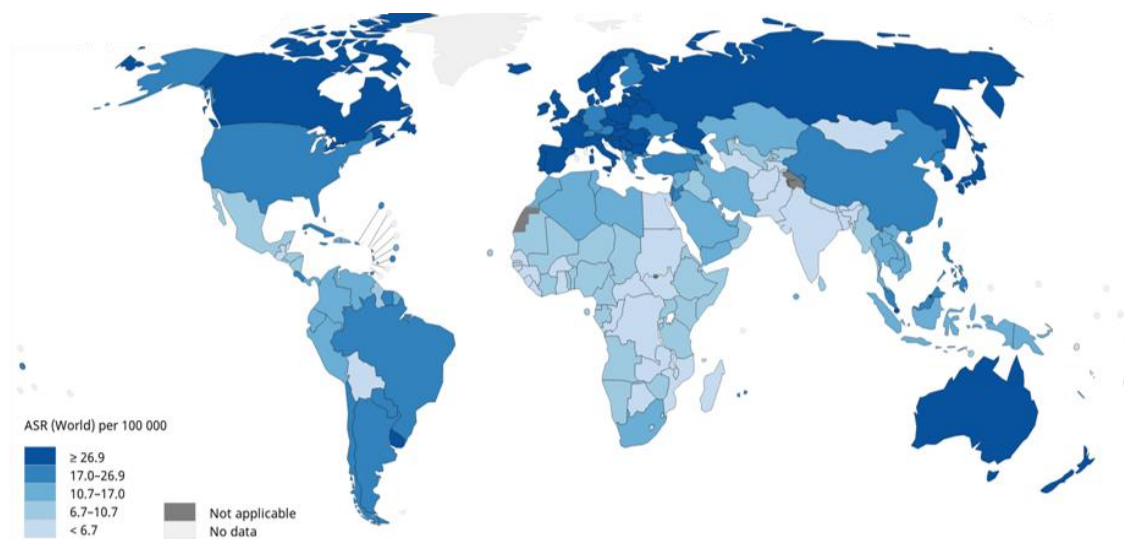 ASR (World) per 100 000
≥ 26.9
17.0–26.9
10.7–17.0
6.7–10.7
< 6.7
Not applicable
No data